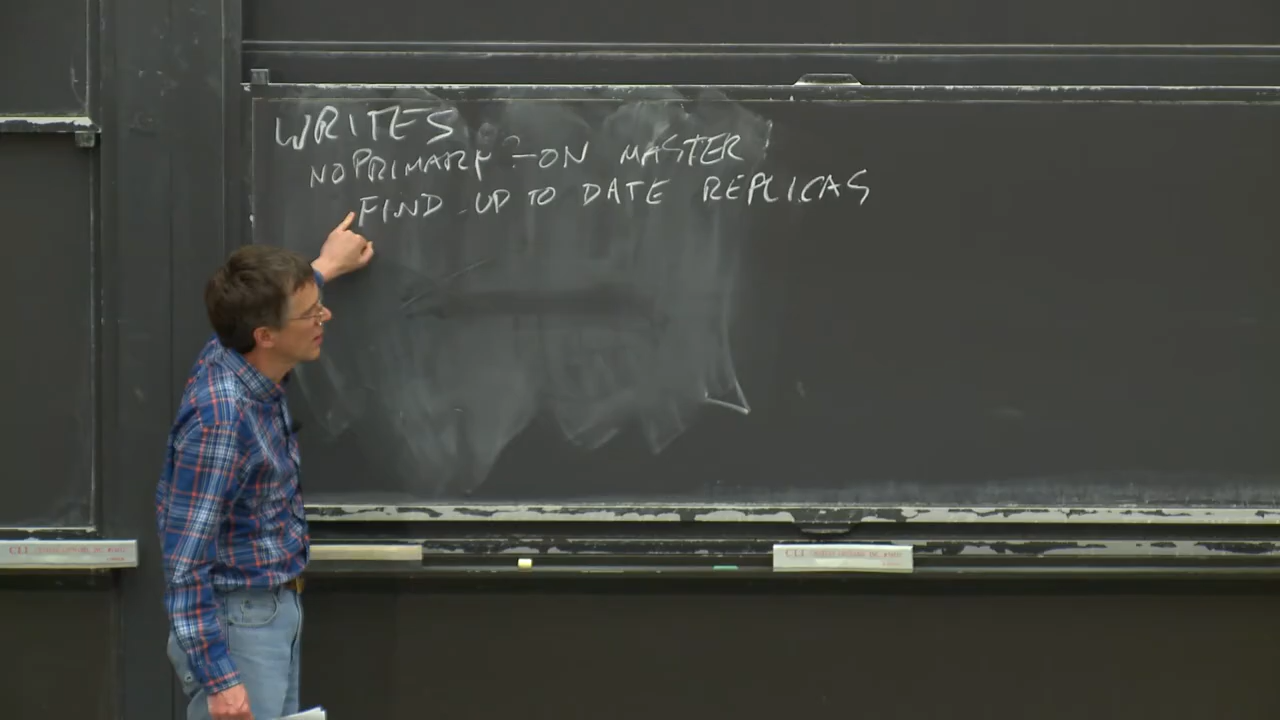 WRITES
NO PRIMARY - ON MASTER
FIND UP TO DATE REPLICAS